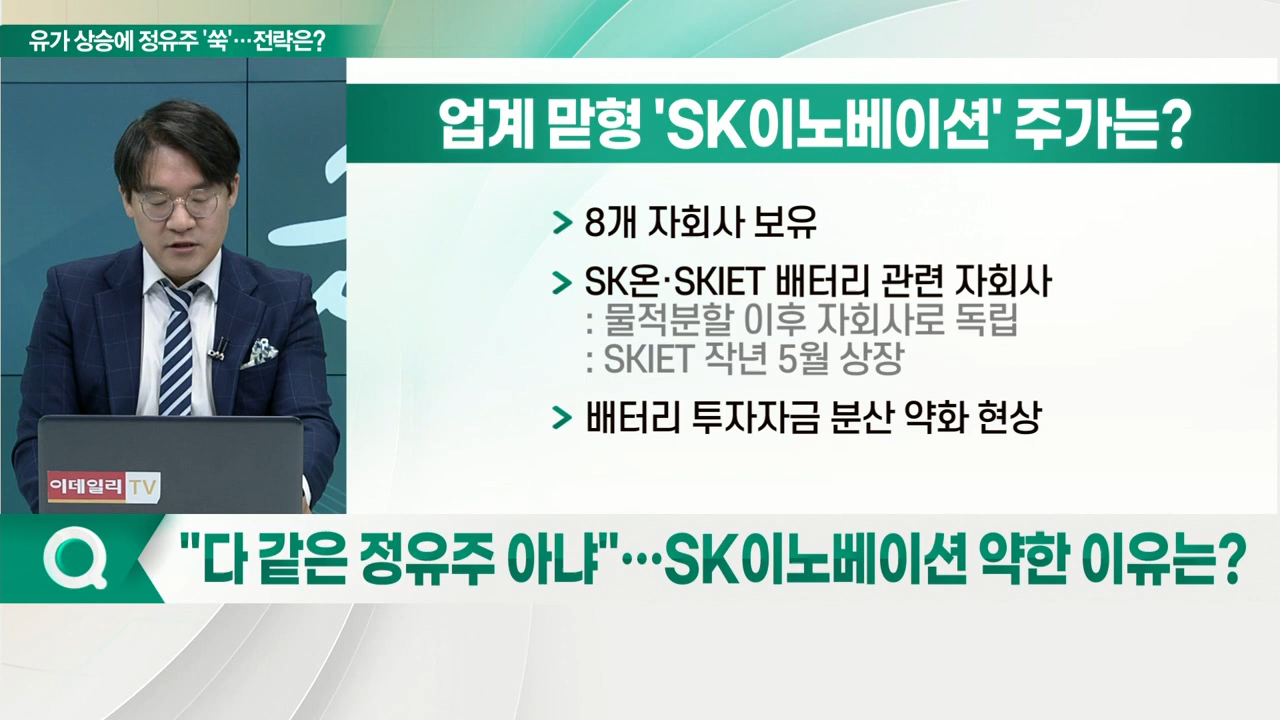 유가 상승에 정유주 '쑥'…전략은?
업계 맏형 'SK이노베이션' 주가는?
> 8개 자회사 보유
> SK온·SKIET 배터리 관련 자회사
: 물적분할 이후 자회사로 독립
: SKIET 작년 5월 상장
> 배터리 투자자금 분산 약화 현상
이데일리 TV
"다 같은 정유주 아냐"…SK이노베이션 약한 이유는?